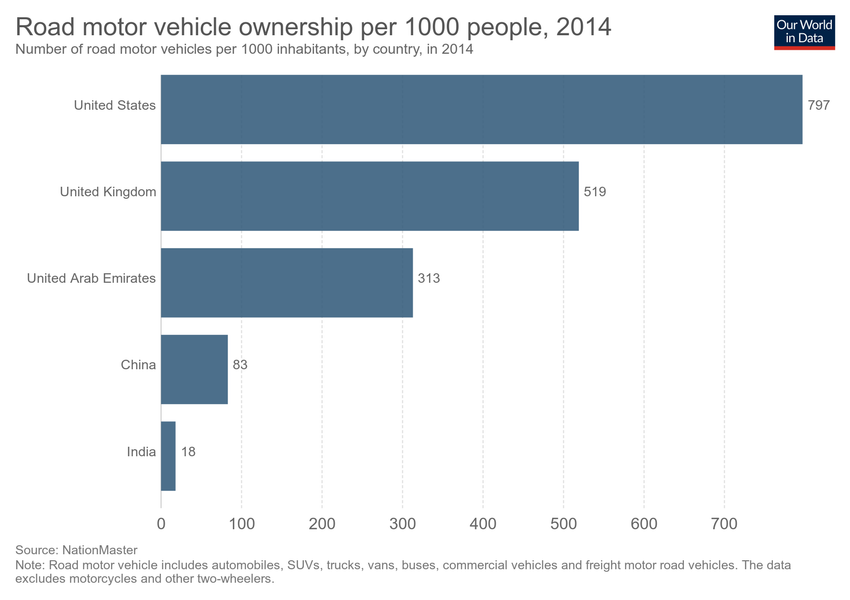 Road motor vehicle ownership per 1000 people, 2014
Number of road motor vehicles per 1000 inhabitants, by country, in 2014
Our World
in Data
United States
797
United Kingdom
519
United Arab Emirates
313
China
83
India
18
0
100
200
300
400
500
600
700
Source: NationMaster
Note: Road motor vehicle includes automobiles, SUVs, trucks, vans, buses, commercial vehicles and freight motor road vehicles. The data
excludes motorcycles and other two-wheelers.